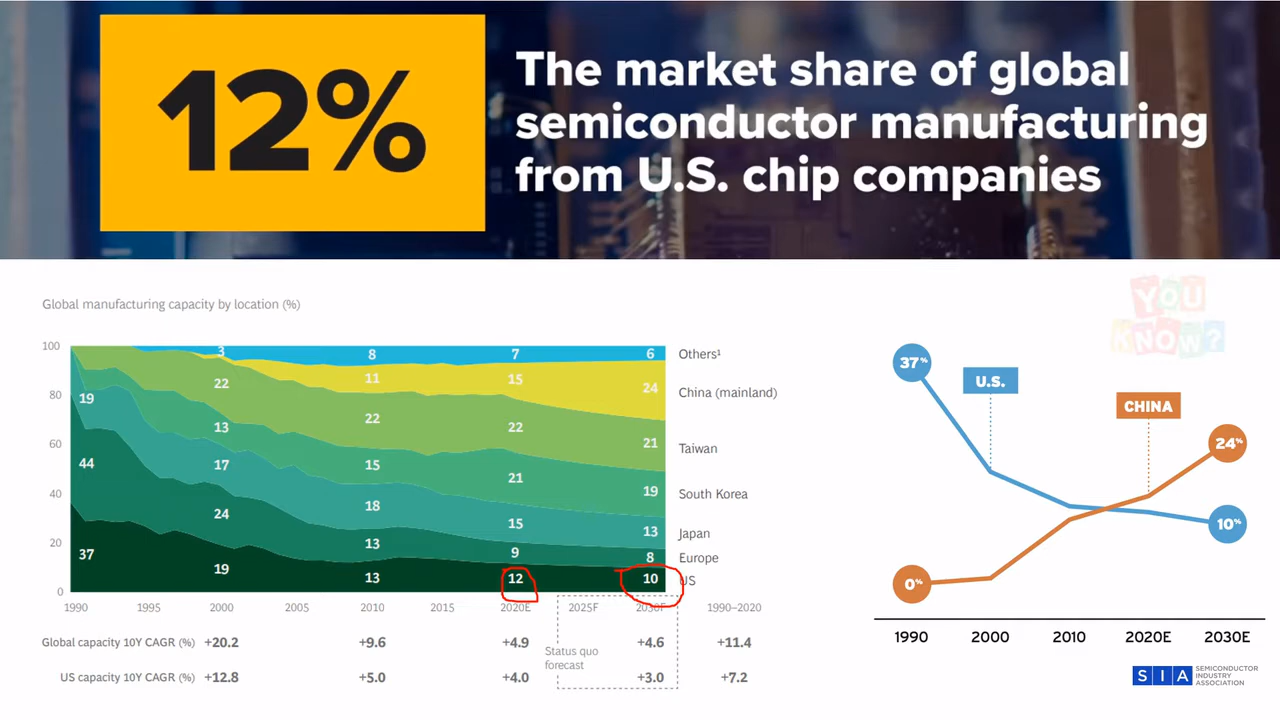 12%
The market share of global
semiconductor manufacturing
from U.S. chip companies
Global manufacturing capacity by location (%)
YOU
KNOW?
100
80
60
40
20
0
3 8 7 6 Others¹
22 11 15 24 China (mainland)
19 13 22 22 21 Taiwan
44 17 15 21 19 South Korea
24 18 15 13 Japan
13 9 8 Europe
37 19 13 12 10 US
1990 1995 2000 2005 2010 2015 2020E 2025F 2030F 1990–2020
Global capacity 10Y CAGR (%) +20.2 +9.6 +4.9 +4.6 +11.4
Status quo
forecast
US capacity 10Y CAGR (%) +12.8 +5.0 +4.0 +3.0 +7.2
37%
U.S.
CHINA
24%
10%
0%
1990 2000 2010 2020E 2030E
SIA
SEMICONDUCTOR
INDUSTRY
ASSOCIATION